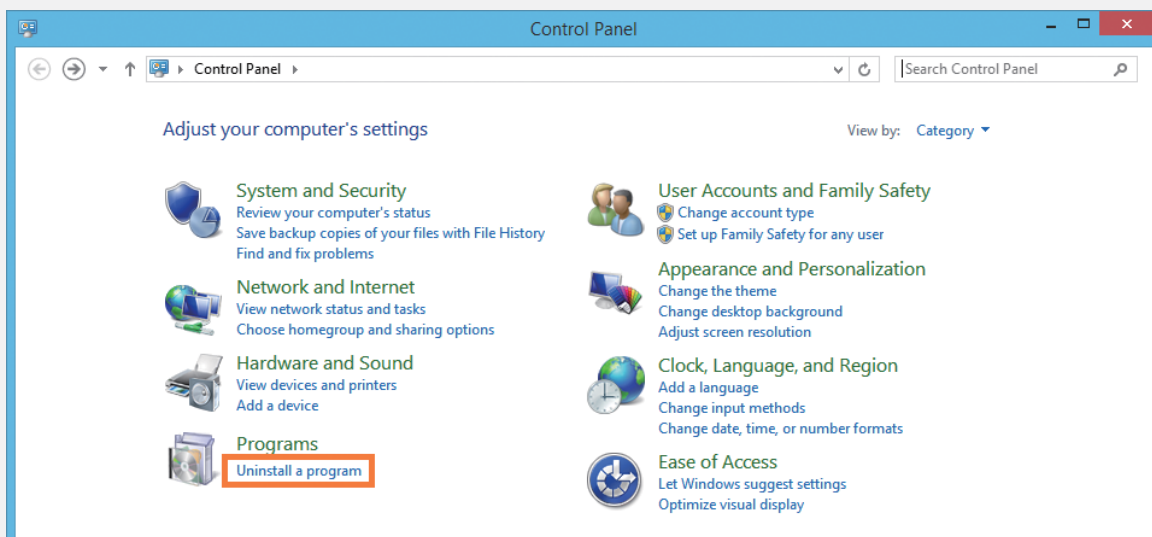 Control Panel
Control Panel
Search Control Panel
Adjust your computer's settings
View by: Category
System and Security
Review your computer's status
Save backup copies of your files with File History
Find and fix problems
Network and Internet
View network status and tasks
Choose homegroup and sharing options
Hardware and Sound
View devices and printers
Add a device
Programs
Uninstall a program
User Accounts and Family Safety
Change account type
Set up Family Safety for any user
Appearance and Personalization
Change the theme
Change desktop background
Adjust screen resolution
Clock, Language, and Region
Add a language
Change input methods
Change date, time, or number formats
Ease of Access
Let Windows suggest settings
Optimize visual display